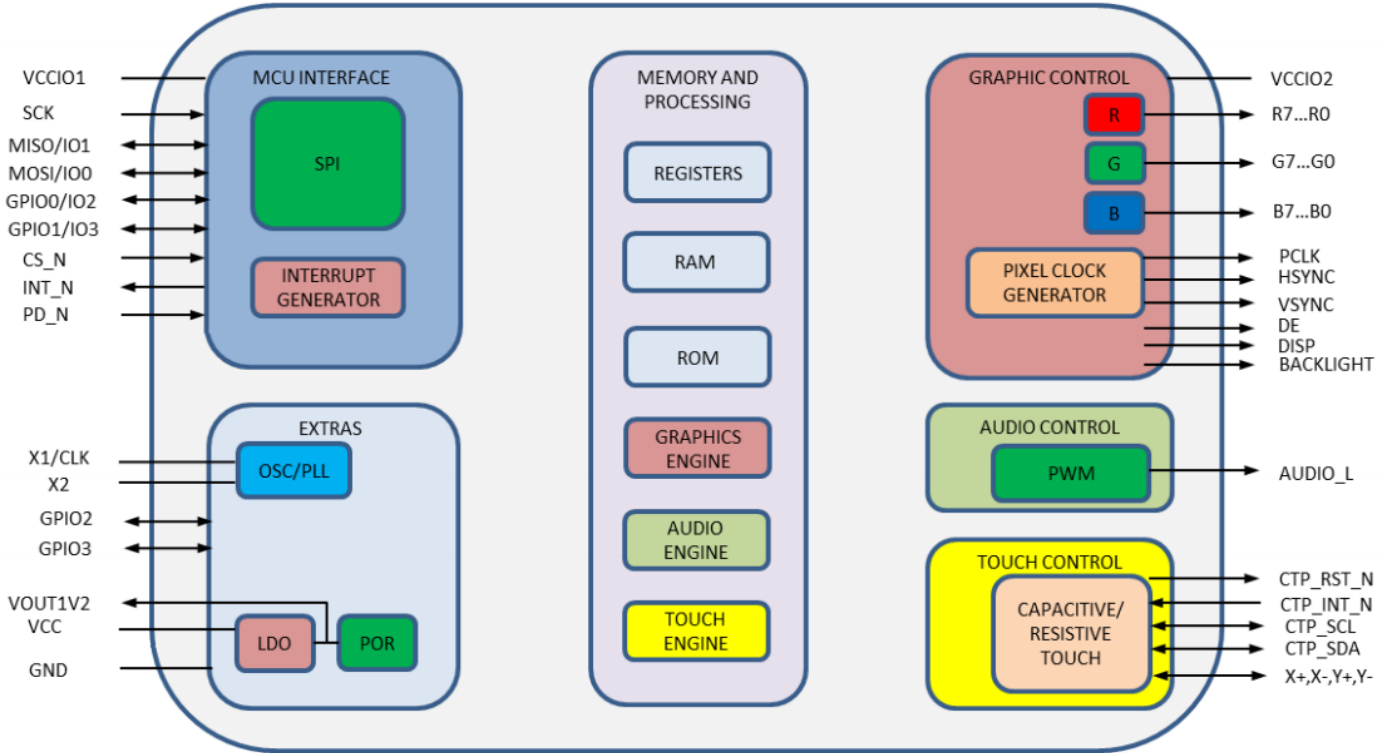 VCCIO1
SCK
MISO/IO1
MOSI/IO0
GPIO0/IO2
GPIO1/IO3
CS_N
INT_N
PD_N
MCU INTERFACE
SPI
INTERRUPT
GENERATOR
X1/CLK
X2
GPIO2
GPIO3
VOUT1V2
VCC
GND
EXTRAS
OSC/PLL
LDO
POR
MEMORY AND
PROCESSING
REGISTERS
RAM
ROM
GRAPHICS
ENGINE
AUDIO
ENGINE
TOUCH
ENGINE
GRAPHIC CONTROL
R
G
B
PIXEL CLOCK
GENERATOR
VCCIO2
R7...R0
G7...G0
B7...B0
PCLK
HSYNC
VSYNC
DE
DISP
BACKLIGHT
AUDIO CONTROL
PWM
AUDIO_L
TOUCH CONTROL
CAPACITIVE/
RESISTIVE
TOUCH
CTP_RST_N
CTP_INT_N
CTP_SCL
CTP_SDA
X+,X-,Y+,Y-